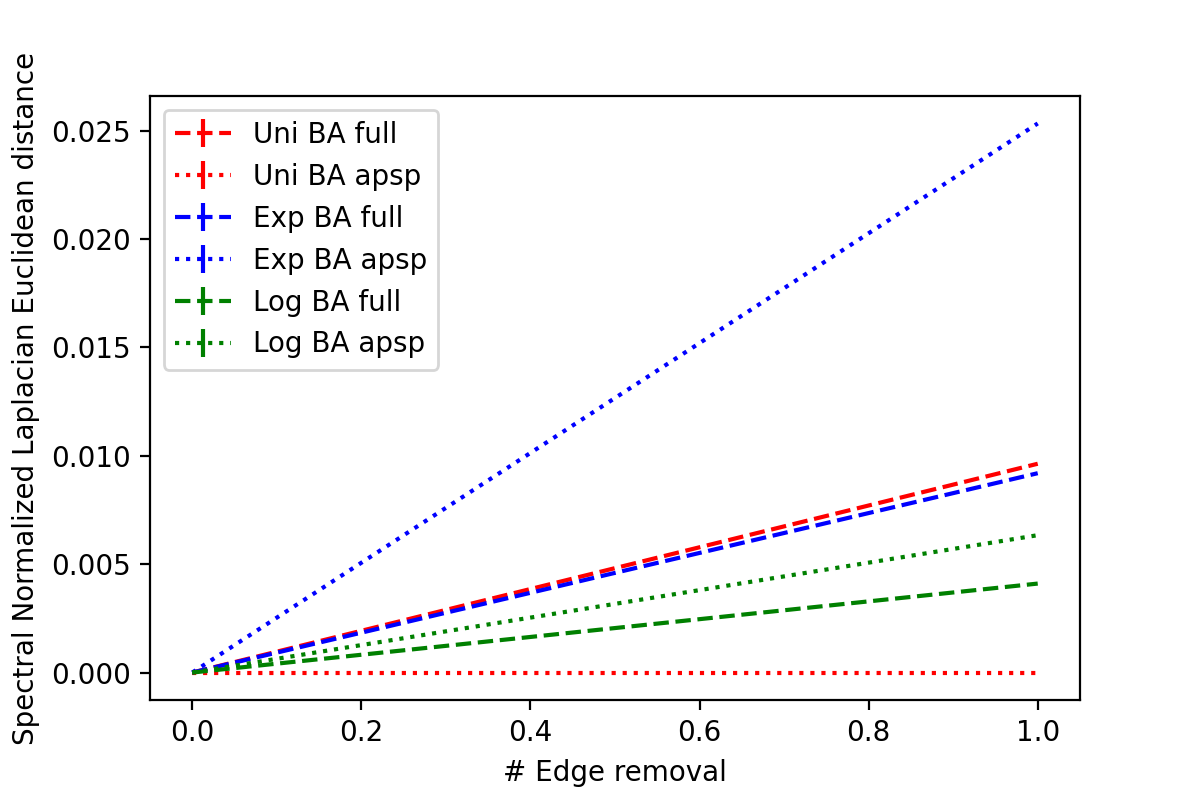 Spectral Normalized Laplacian Euclidean distance
0.025
0.020
0.015
0.010
0.005
0.000
Uni BA full
Uni BA apsp
Exp BA full
Exp BA apsp
Log BA full
Log BA apsp
0.0 0.2 0.4 0.6 0.8 1.0
# Edge removal